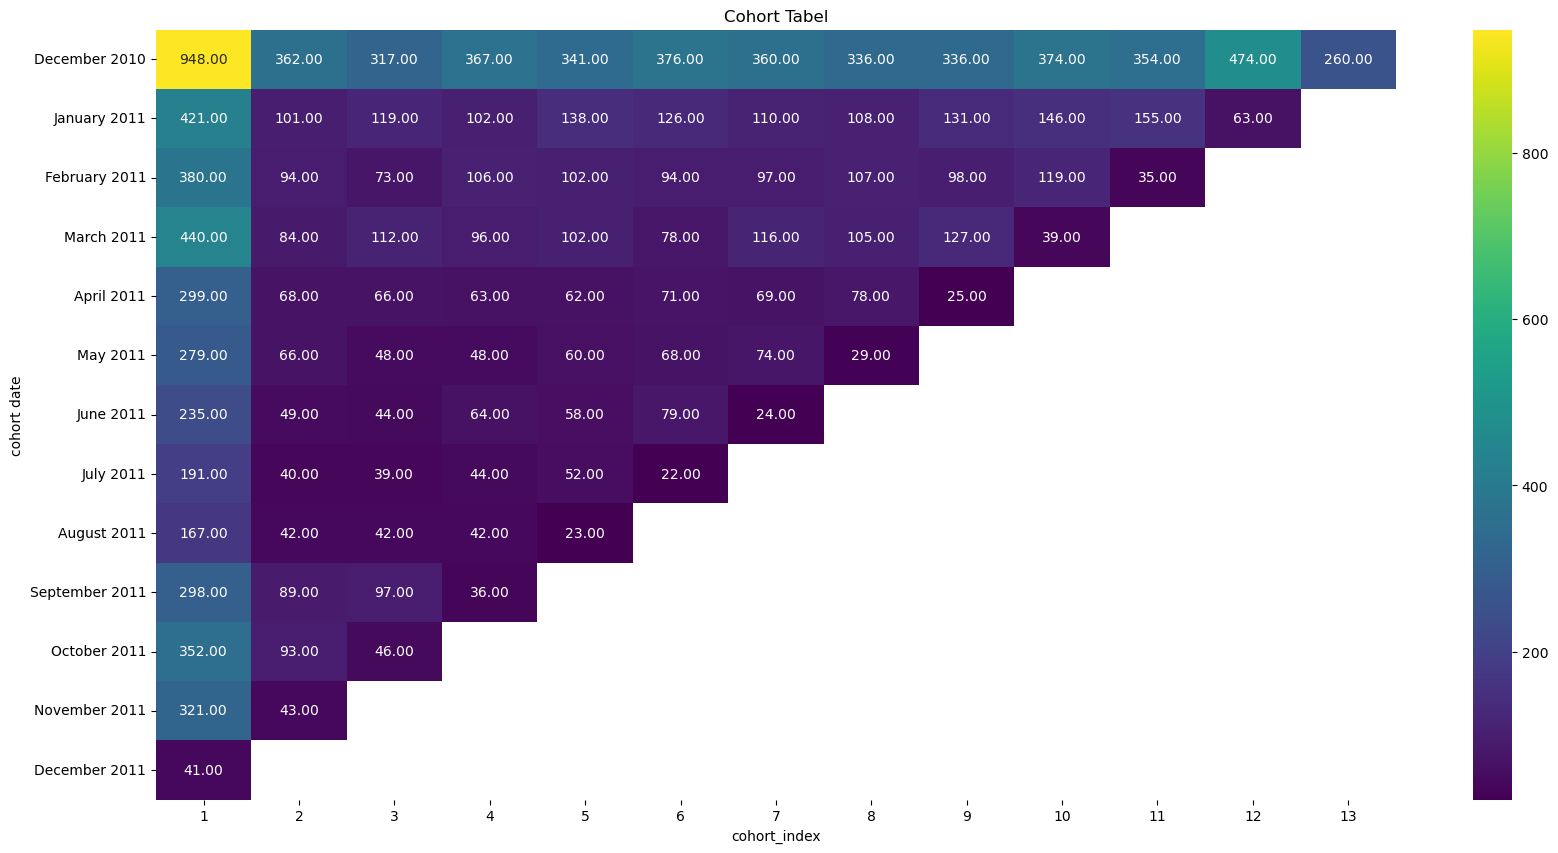 Cohort Tabel
December 2010 948.00 362.00 317.00 367.00 341.00 376.00 360.00 336.00 336.00 374.00 354.00 474.00 260.00
January 2011 421.00 101.00 119.00 102.00 138.00 126.00 110.00 108.00 131.00 146.00 155.00 63.00
February 2011 380.00 94.00 73.00 106.00 102.00 94.00 97.00 107.00 98.00 119.00 35.00
March 2011 440.00 84.00 112.00 96.00 102.00 78.00 116.00 105.00 127.00 39.00
April 2011 299.00 68.00 66.00 63.00 62.00 71.00 69.00 78.00 25.00
May 2011 279.00 66.00 48.00 48.00 60.00 68.00 74.00 29.00
June 2011 235.00 49.00 44.00 64.00 58.00 79.00 24.00
July 2011 191.00 40.00 39.00 44.00 52.00 22.00
August 2011 167.00 42.00 42.00 42.00 23.00
September 2011 298.00 89.00 97.00 36.00
October 2011 352.00 93.00 46.00
November 2011 321.00 43.00
December 2011 41.00
1 2 3 4 5 6 7 8 9 10 11 12 13
cohort_index
cohort date
800
600
400
200